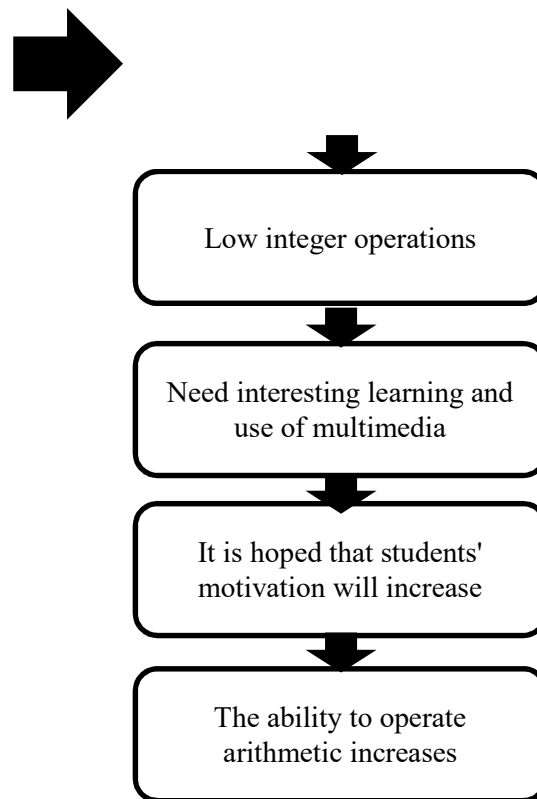 Low integer operations
Need interesting learning and
use of multimedia
It is hoped that students'
motivation will increase
The ability to operate
arithmetic increases